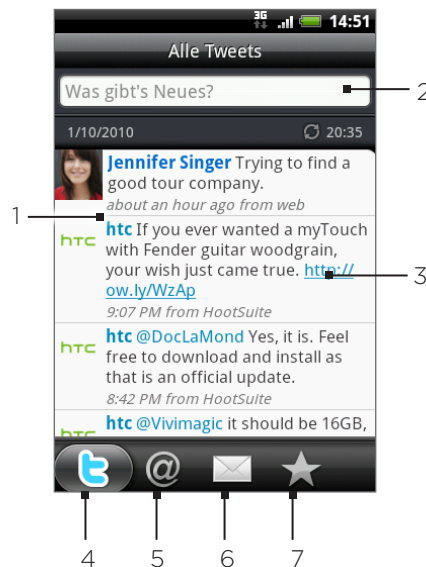 3G 14:51
Alle Tweets
Was gibt's Neues?
2
1/10/2010 20:35
Jennifer Singer Trying to find a
good tour company.
about an hour ago from web
1
htc If you ever wanted a myTouch
hTC
with Fender guitar woodgrain,
your wish just came true. http://
3
ow.ly/WzAp
9:07 PM from HootSuite
htc @DocLaMond Yes, it is. Feel
hTC
free to download and install as
that is an official update.
8:42 PM from HootSuite
htc @Vivimagic it should be 16GB,
hTC
@
4 5 6 7